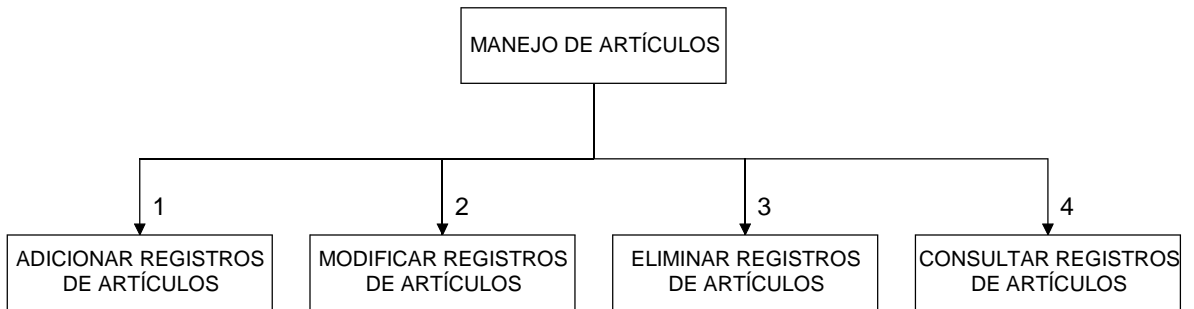 MANEJO DE ARTÍCULOS
1
2
3
4
ADICIONAR REGISTROS
DE ARTÍCULOS
MODIFICAR REGISTROS
DE ARTÍCULOS
ELIMINAR REGISTROS
DE ARTÍCULOS
CONSULTAR REGISTROS
DE ARTÍCULOS